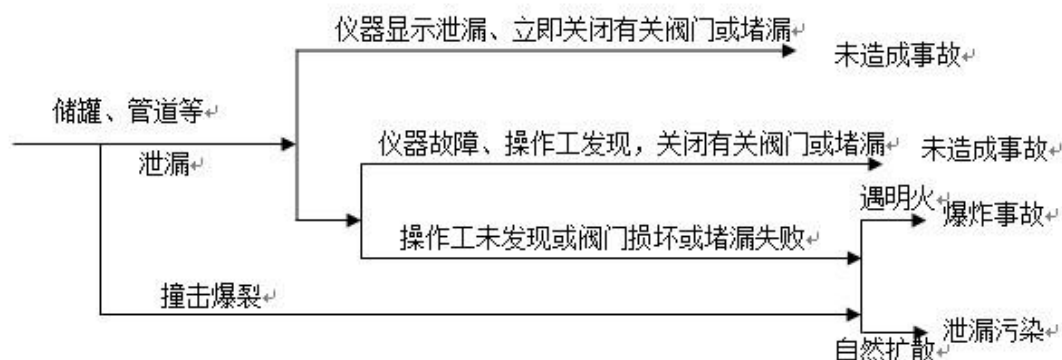 仪器显示泄漏、立即关闭有关阀门或堵漏
未造成事故
储罐、管道等
泄漏
仪器故障、操作工发现，关闭有关阀门或堵漏
未造成事故
遇明火
爆炸事故
操作工未发现或阀门损坏或堵漏失败
撞击爆裂
泄漏污染
自然扩散